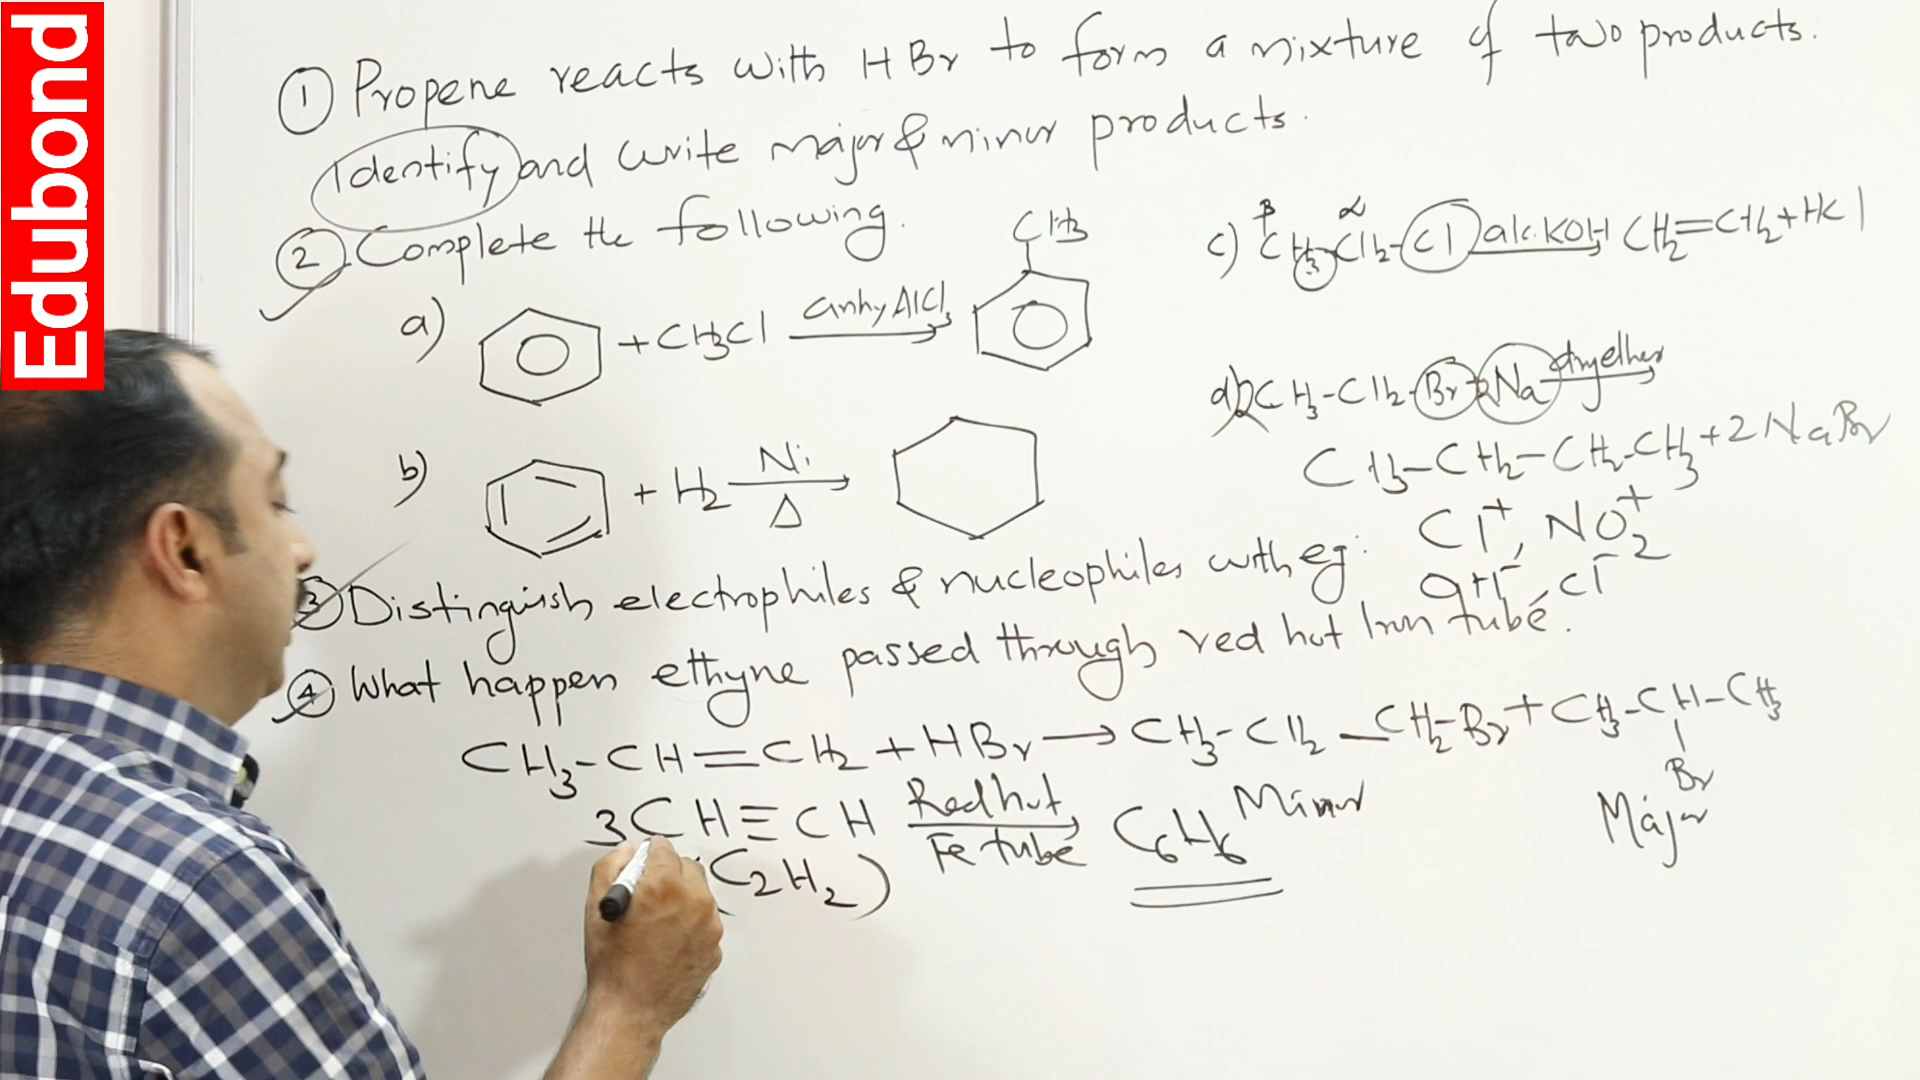 Edubond
① Propene reacts with HBr to form a mixture of two products.
Identify and write major & minor products.
② Complete the following.
a) + CH₃Cl anhy AlCl₃ CH₃
b) + H₂ Ni Δ
c) CH₃-CH₂-Cl alc.KOH CH₂=CH₂+HCl
β α
d) 2CH₃-CH₂-Br+2Na dryether
CH₃-CH₂-CH₂-CH₃+2NaBr
Cl⁺, NO₂⁺
③ Distinguish electrophiles & nucleophiles with eg:
OH⁻, Cl⁻
④ What happen ethyne passed through red hot Iron tube.
CH₃-CH=CH₂+HBr→CH₃-CH₂-CH₂-Br+CH₃-CH-CH₃
Br
Minor Major
3CH≡CH Redhot Fe tube C₆H₆
(C₂H₂)